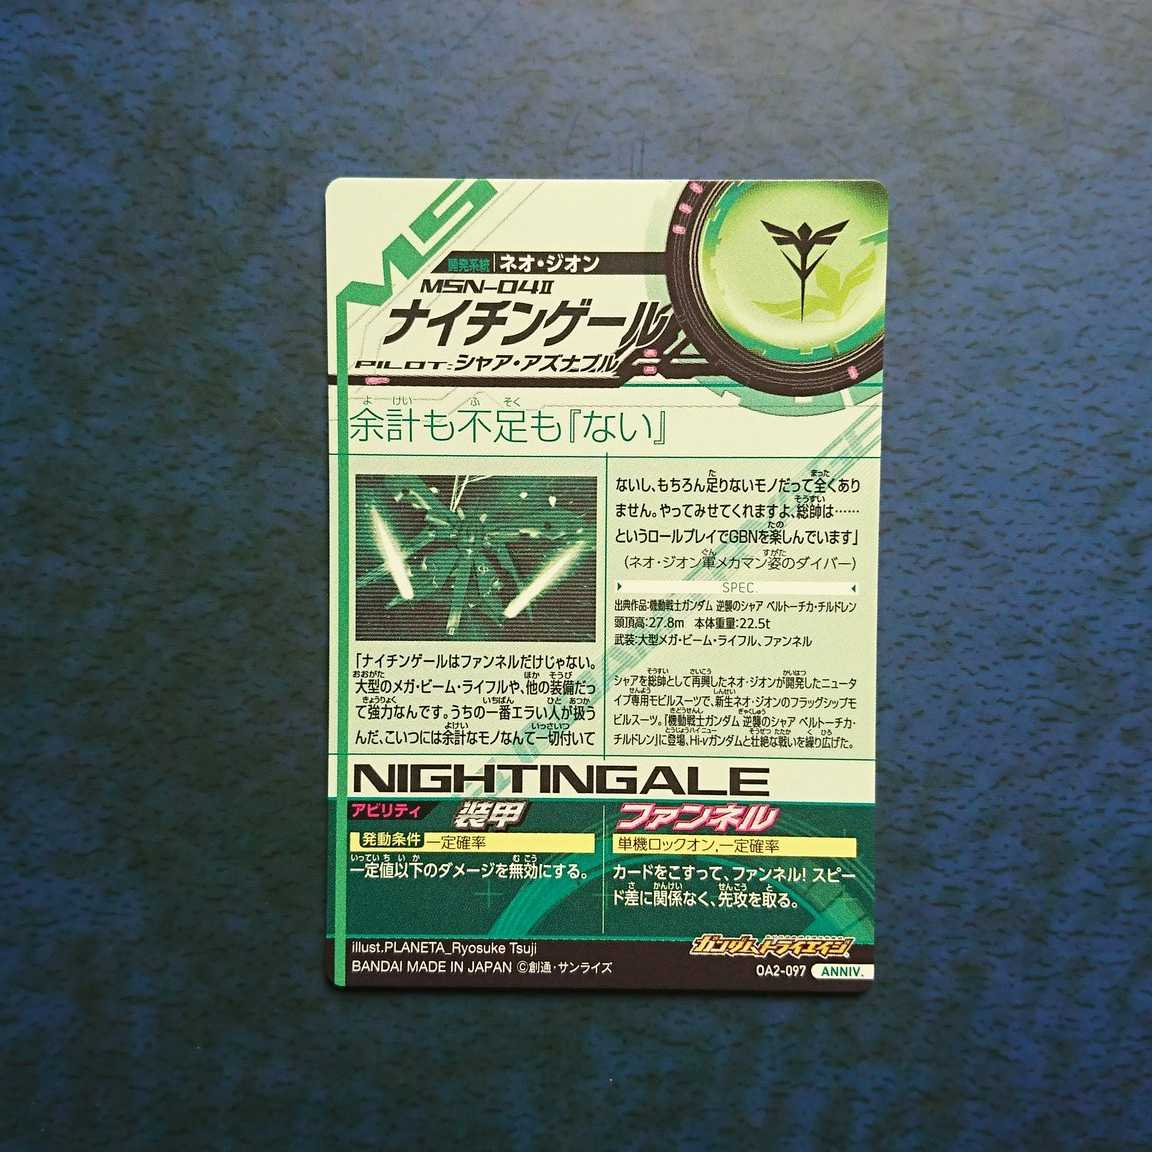 MS
開発系統 ネオ・ジオン
MSN-04II
ナイチンゲール
PILOT:シャア・アズナブル
余計も不足も『ない』
「ナイチンゲールはファンネルだけじゃない。
大型のメガ・ビーム・ライフルや、他の装備だっ
て強力なんです。うちの一番エラい人が扱う
んだ、こいつには余計なモノなんて一切付いて
ないし、もちろん足りないモノだって全くあり
ません。やってみせてくれますよ、総帥は……
というロールプレイでGBNを楽しんでいます」
(ネオ・ジオン軍メカマン姿のダイバー)
SPEC.
出典作品:機動戦士ガンダム 逆襲のシャア ベルトーチカ・チルドレン
頭頂高:27.8m 本体重量:22.5t
武装:大型メガ・ビーム・ライフル、ファンネル
シャアを総帥として再興したネオ・ジオンが開発したニュータ
イプ専用モビルスーツで、新生ネオ・ジオンのフラッグシップモ
ビルスーツ。「機動戦士ガンダム 逆襲のシャア ベルトーチカ・
チルドレン」に登場、Hi-νガンダムと壮絶な戦いを繰り広げた。
NIGHTINGALE
アビリティ 装甲
発動条件 一定確率
一定値以下のダメージを無効にする。
ファンネル
単機ロックオン,一定確率
カードをこすって、ファンネル! スピー
ド差に関係なく、先攻を取る。
illust.PLANETA_Ryosuke Tsuji
BANDAI MADE IN JAPAN ©創通・サンライズ
ガンダムトライエイジ
OA2-097 ANNIV.